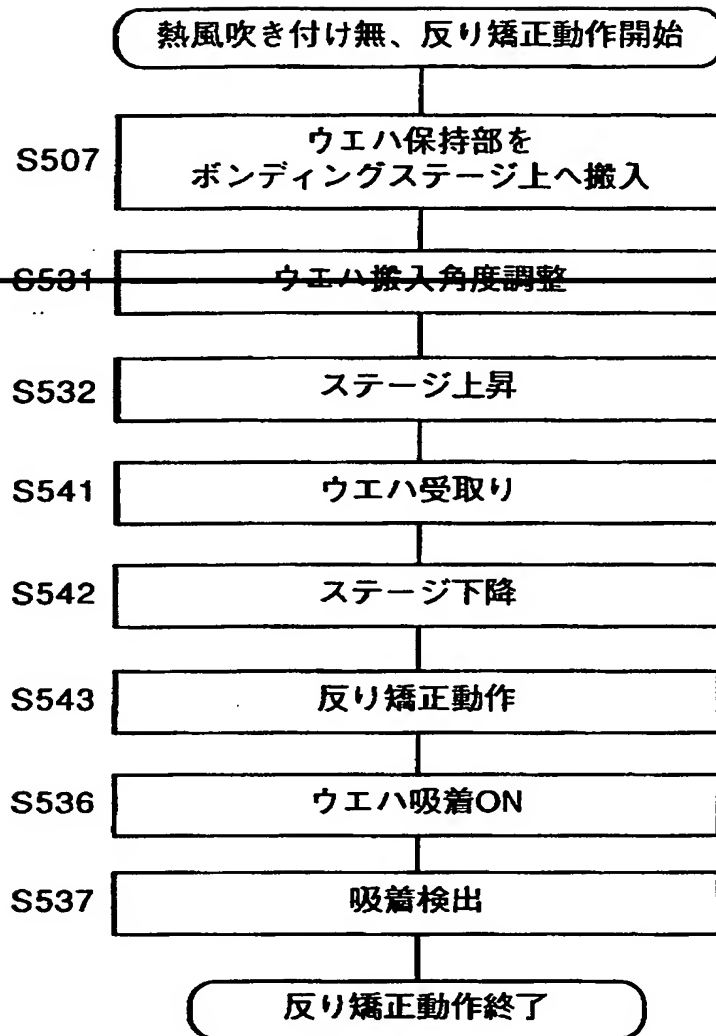 熱風吹き付け無、反り矯正動作開始
S507
ウエハ保持部を
ボンディングステージ上へ搬入
S531
ウエハ搬入角度調整
S532
ステージ上昇
S541
ウエハ受取り
S542
ステージ下降
S543
反り矯正動作
S536
ウエハ吸着ON
S537
吸着検出
反り矯正動作終了